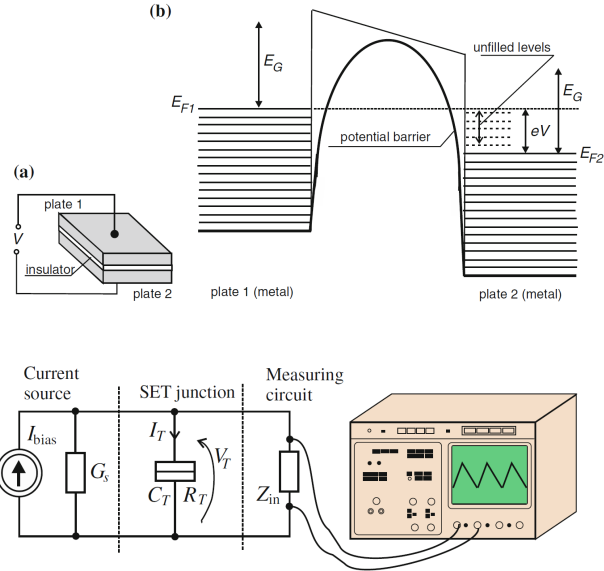 (b)
unfilled levels
E_G
E_G
E_F1
eV
potential barrier
E_F2
(a)
plate 1
V
insulator
plate 2
plate 1 (metal)
plate 2 (metal)
Current
source
SET junction
Measuring
circuit
I_bias
G_s
I_T
V_T
C_T R_T
Z_in